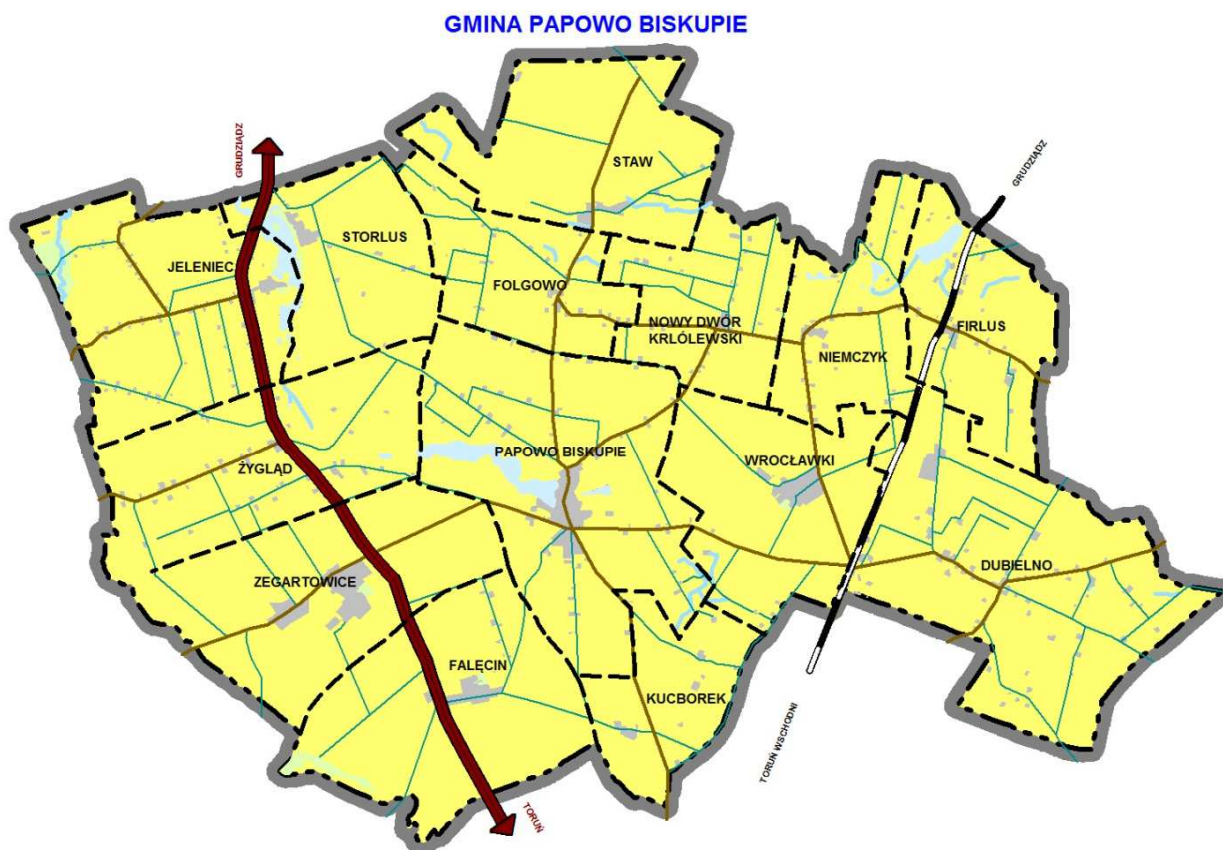 GMINA PAPOWO BISKUPIE
GRUDZIĄDZ
GRUDZIĄDZ
STAW
STORLUS
JELENIEC
FOLGOWO
NOWY DWÓR
KRLÓLEWSKI
FIRLUS
NIEMCZYK
PAPOWO BISKUPIE
WROCŁAWKI
ŻYGLĄD
DUBIELNO
ZEGARTOWICE
FALĘCIN
KUCBOREK
TORUŃ WSCHODNI
TORUŃ